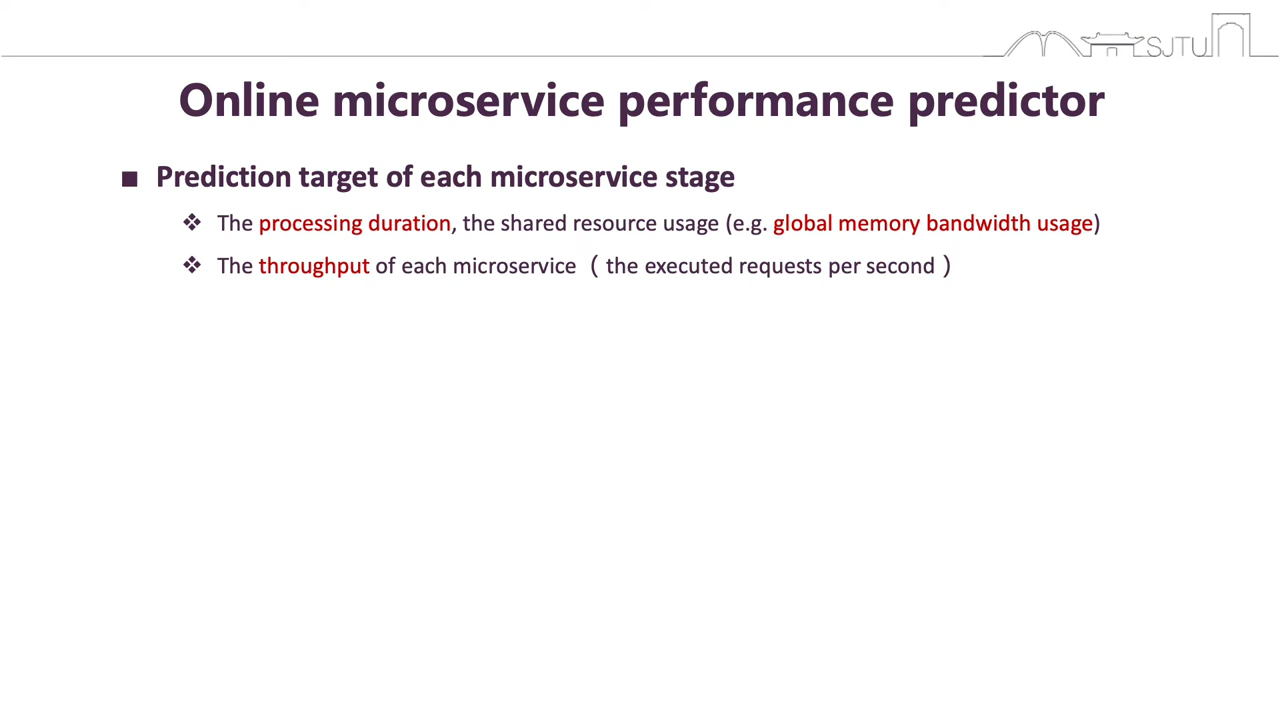 SJTU
Online microservice performance predictor
■ Prediction target of each microservice stage
❖ The processing duration, the shared resource usage (e.g. global memory bandwidth usage)
❖ The throughput of each microservice （ the executed requests per second ）